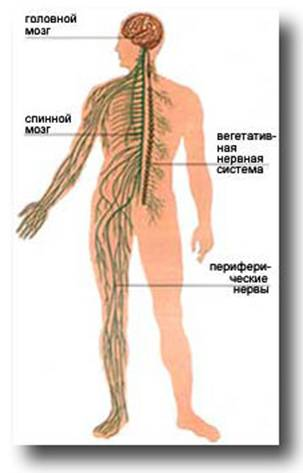 головной
мозг
спинной
мозг
вегетатив-
ная
нервная
система
перифери-
ческие
нервы